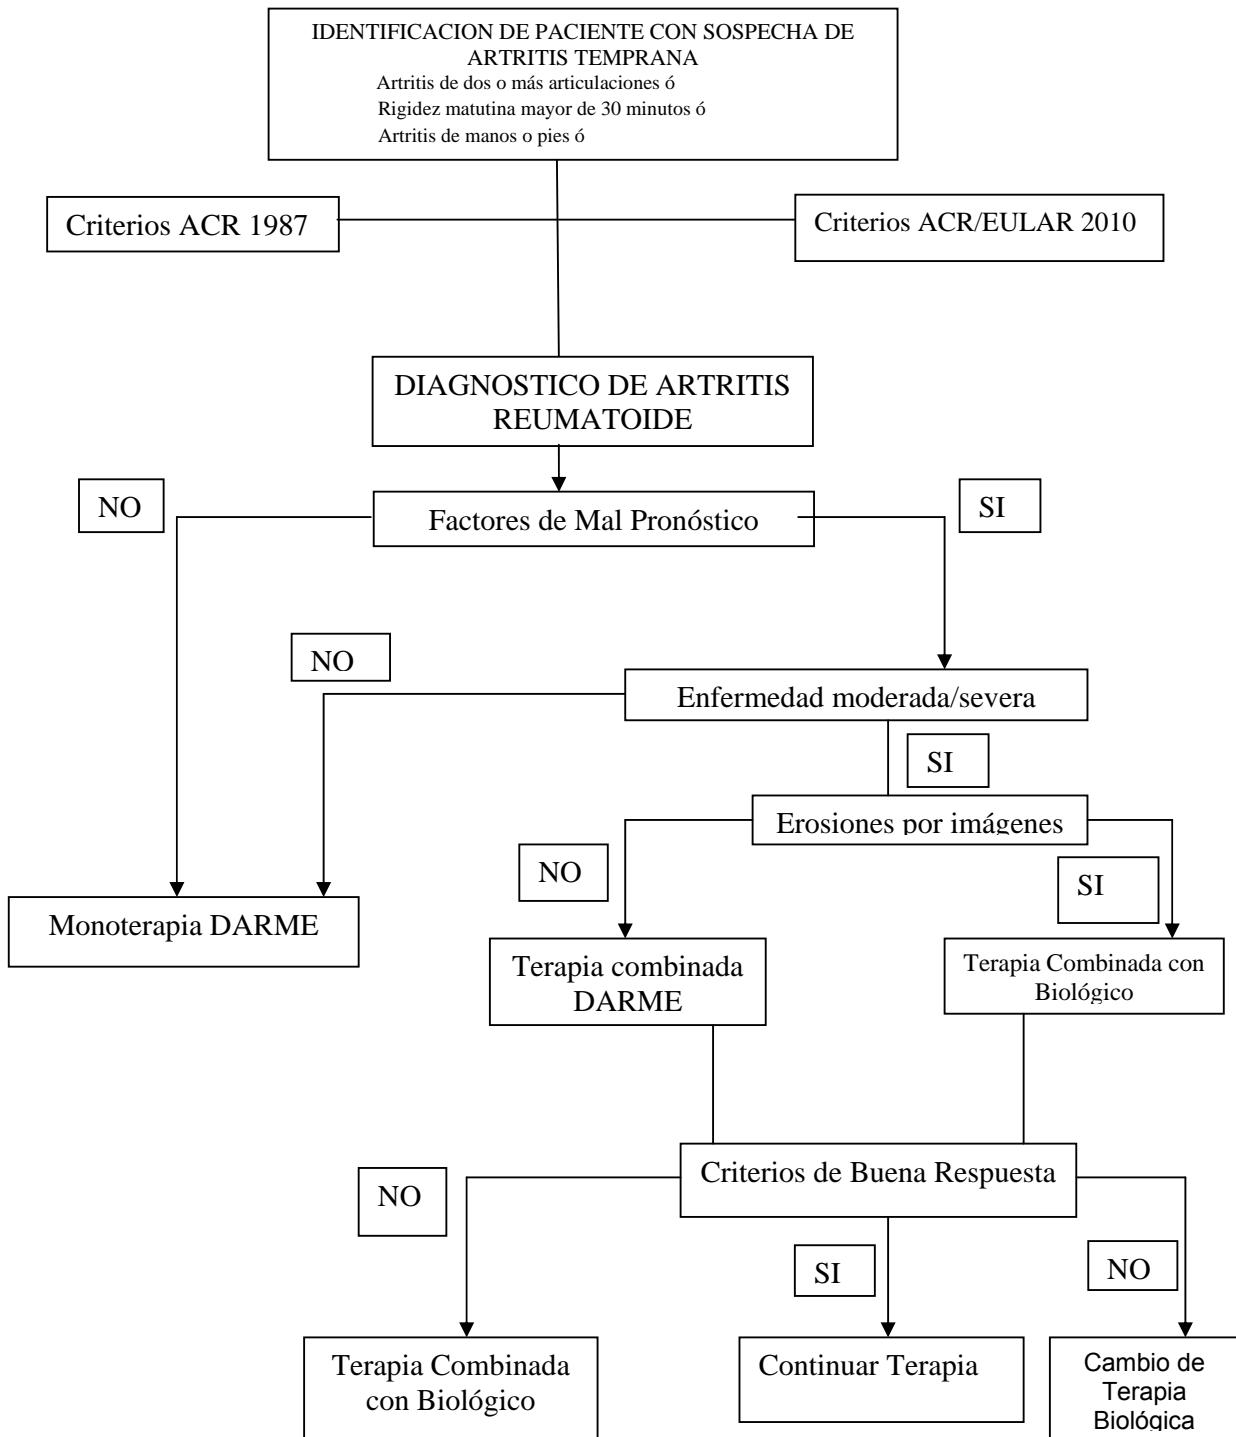 IDENTIFICACION DE PACIENTE CON SOSPECHA DE
ARTRITIS TEMPRANA
Artritis de dos o más articulaciones ó
Rigidez matutina mayor de 30 minutos ó
Artritis de manos o pies ó
Criterios ACR 1987
Criterios ACR/EULAR 2010
DIAGNOSTICO DE ARTRITIS
REUMATOIDE
NO
Factores de Mal Pronóstico
SI
NO
Enfermedad moderada/severa
SI
Erosiones por imágenes
NO
SI
Monoterapia DARME
Terapia combinada
DARME
Terapia Combinada con
Biológico
Criterios de Buena Respuesta
NO
SI
NO
Terapia Combinada
con Biológico
Continuar Terapia
Cambio de
Terapia
Biológica